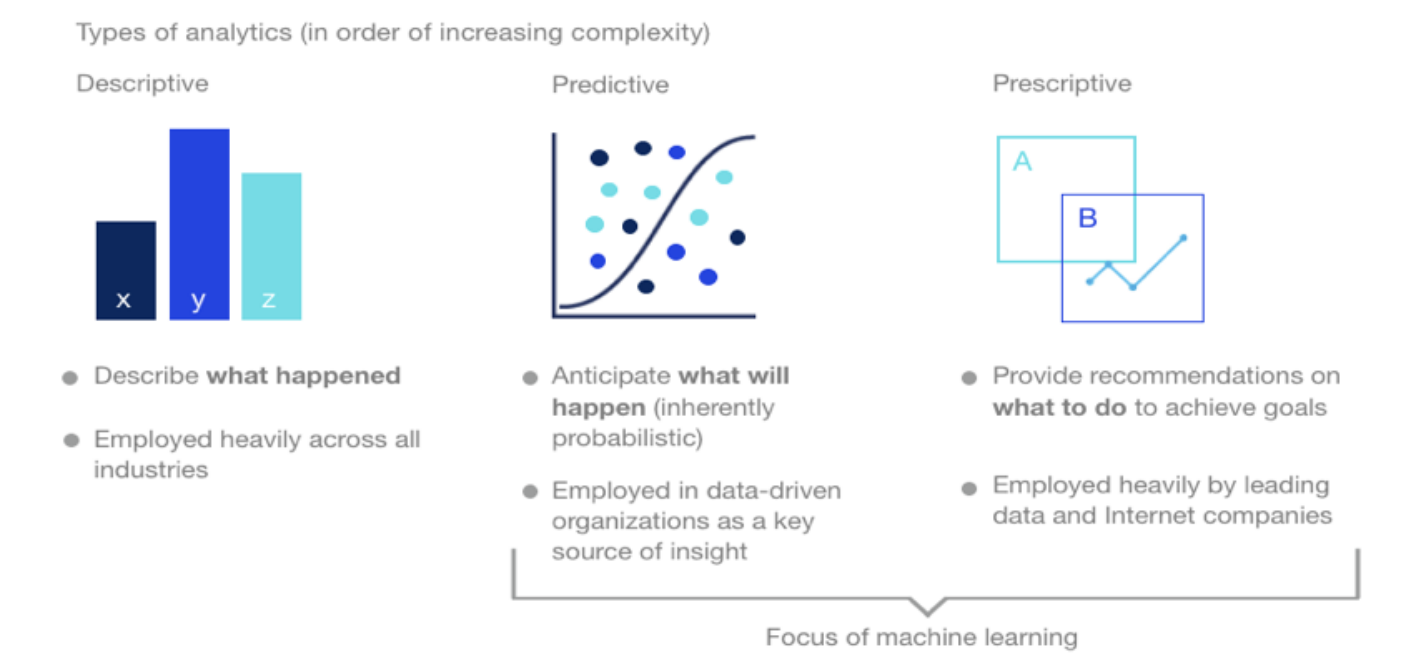 Types of analytics (in order of increasing complexity)
Descriptive
x
y
z
Describe what happened
Employed heavily across all
industries
Predictive
Anticipate what will
happen (inherently
probabilistic)
Employed in data-driven
organizations as a key
source of insight
Prescriptive
A
B
Provide recommendations on
what to do to achieve goals
Employed heavily by leading
data and Internet companies
Focus of machine learning